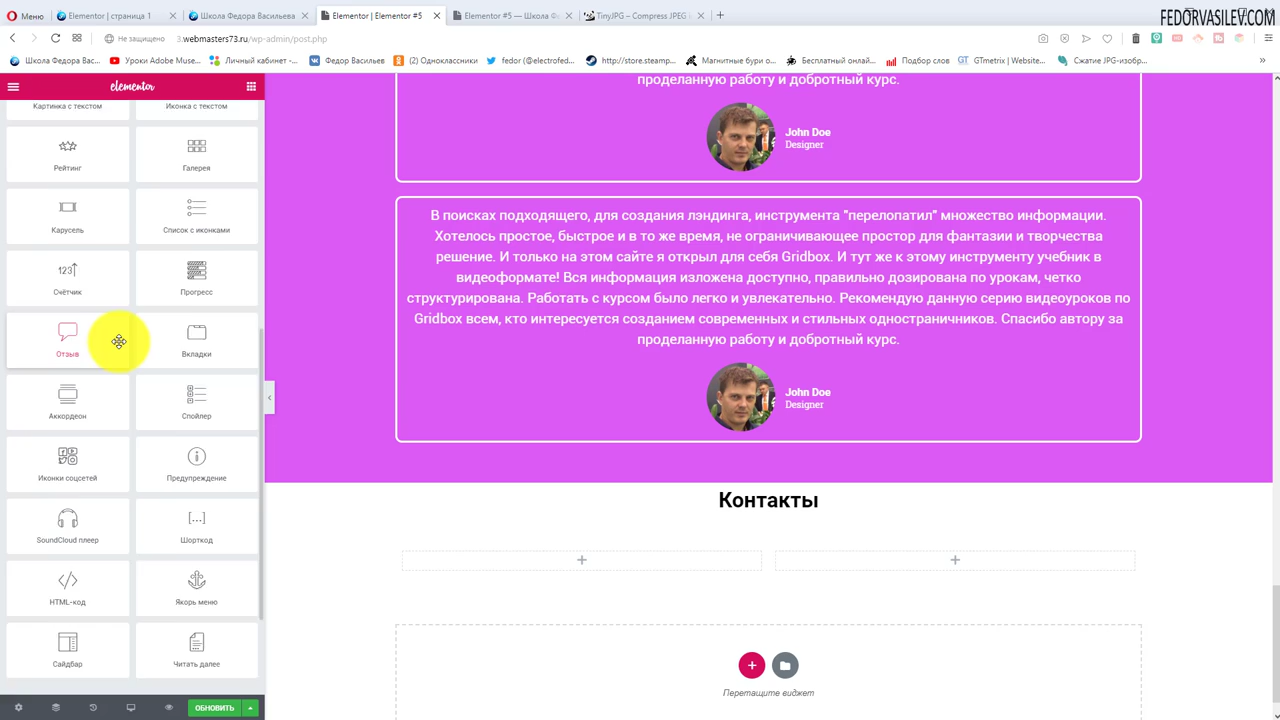 Меню
Elementor | страница 1
Школа Федора Васильева
Elementor | Elementor #5
Elementor #5 — Школа Фе
TinyJPG – Compress JPEG
FEDORVASILEV.COM
Не защищено
3.webmasters73.ru/wp-admin/post.php
Школа Федора Вас...
Уроки Adobe Muse...
Личный кабинет -...
Федор Васильев
(2) Одноклассники
fedor (@electrofed...
http://store.steamp...
Магнитные бури о...
Бесплатный онлай...
Подбор слов
GTmetrix | Website...
Сжатие JPG-изобр...
elementor
Картинка с текстом
Иконка с текстом
Рейтинг
Галерея
Карусель
Список с иконками
Счётчик
Прогресс
Отзыв
Вкладки
Аккордеон
Спойлер
Иконки соцсетей
Предупреждение
SoundCloud плеер
Шорткод
HTML-код
Якорь меню
Сайдбар
Читать далее
ОБНОВИТЬ
проделанную работу и добротный курс.
John Doe
Designer
В поисках подходящего, для создания лэндинга, инструмента "перелопатил" множество информации.
Хотелось простое, быстрое и в то же время, не ограничивающее простор для фантазии и творчества
решение. И только на этом сайте я открыл для себя Gridbox. И тут же к этому инструменту учебник в
видеоформате! Вся информация изложена доступно, правильно дозирована по урокам, четко
структурирована. Работать с курсом было легко и увлекательно. Рекомендую данную серию видеоуроков по
Gridbox всем, кто интересуется созданием современных и стильных одностраничников. Спасибо автору за
проделанную работу и добротный курс.
John Doe
Designer
Контакты
Перетащите виджет